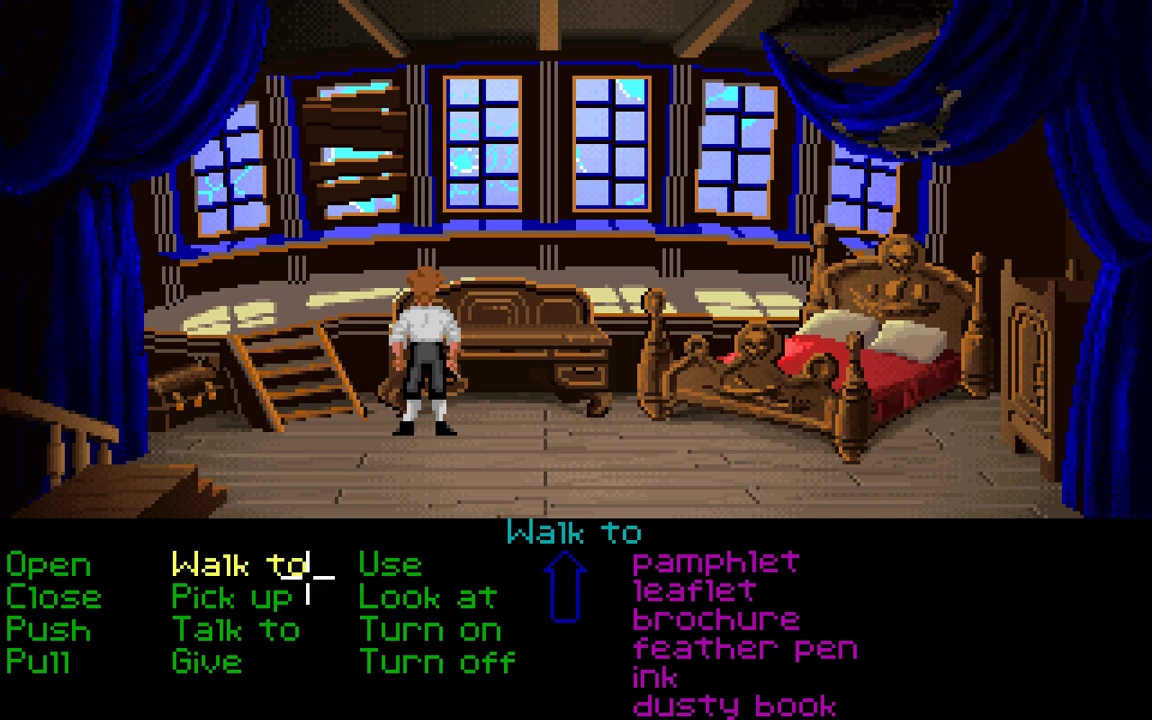 Walk to
Open Walk to Use pamphlet
Close Pick up Look at leaflet
Push Talk to Turn on brochure
Pull Give Turn off feather pen
ink
dusty book